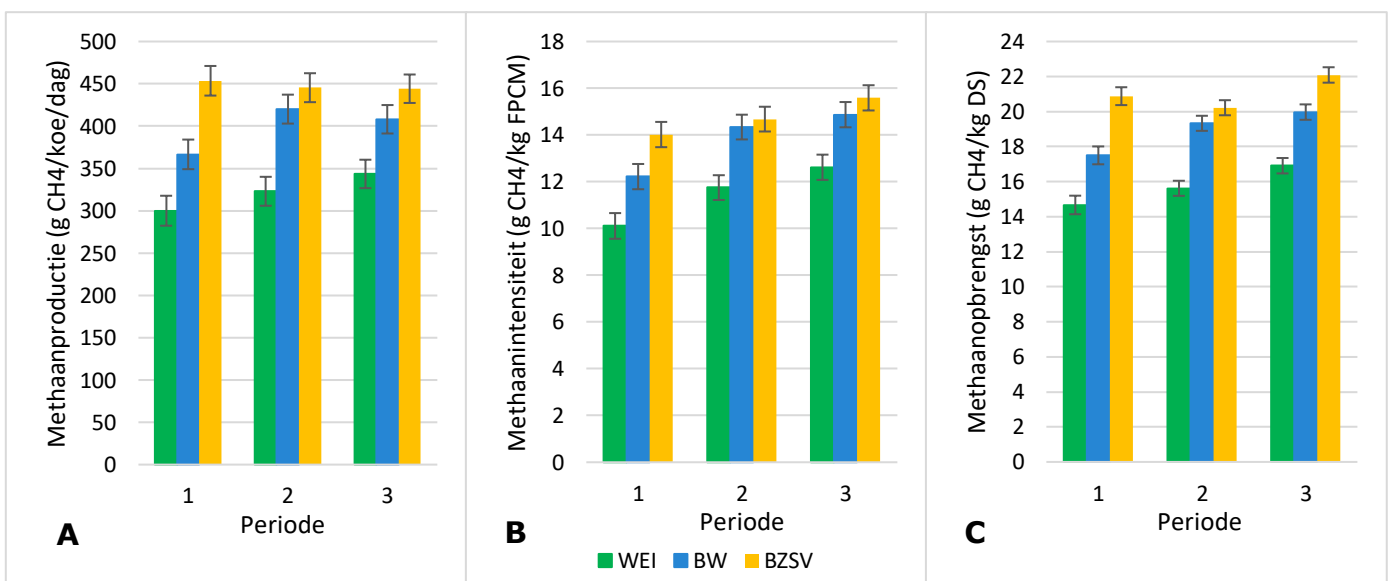 Methaanproductie (g CH4/koe/dag)
500
450
400
350
300
250
200
150
100
50
0
1 2 3
Periode
A
Methaanintensiteit (g CH4/kg FPCM)
18
16
14
12
10
8
6
4
2
0
1 2 3
Periode
B
Methaanopbrengst (g CH4/kg DS)
24
22
20
18
16
14
12
10
8
6
4
2
0
1 2 3
Periode
C
WEI BW BZSV